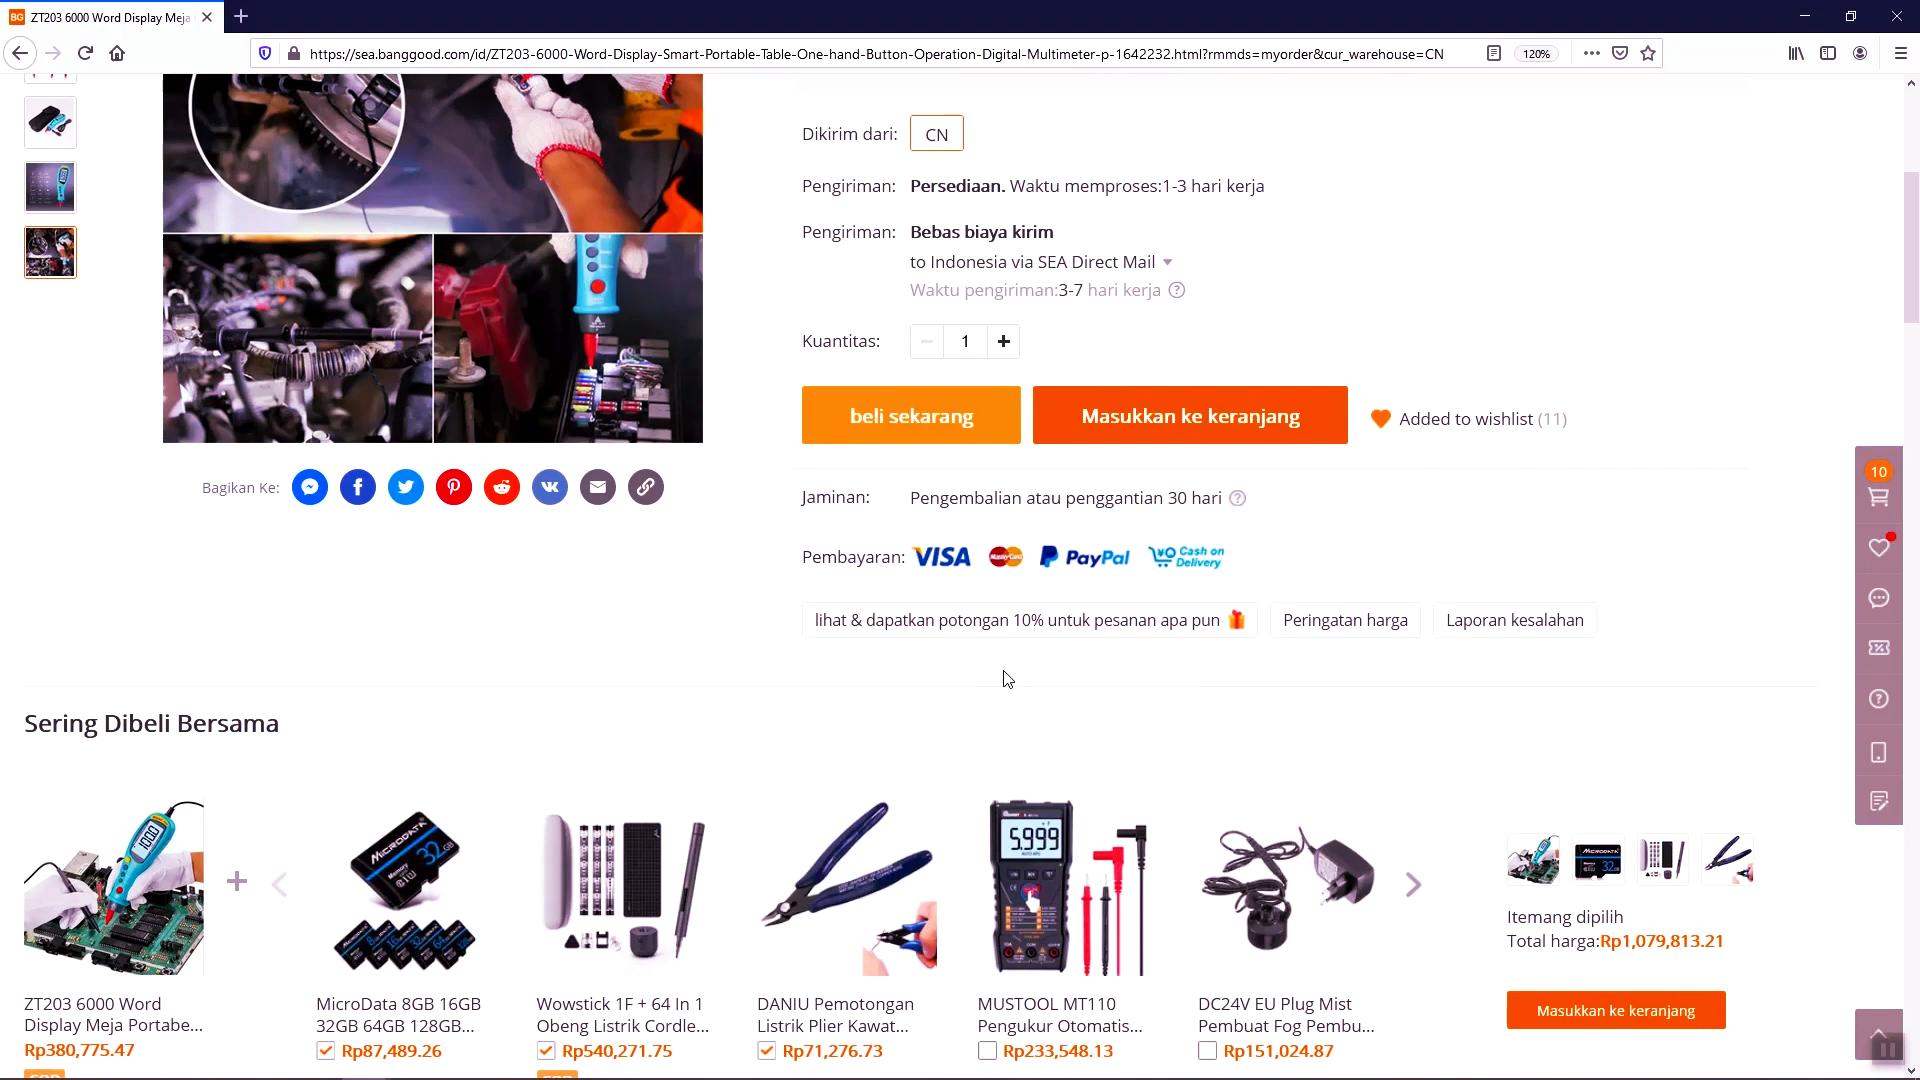 ZT203 6000 Word Display Meja
https://sea.banggood.com/id/ZT203-6000-Word-Display-Smart-Portable-Table-One-hand-Button-Operation-Digital-Multimeter-p-1642232.html?rmmds=myorder&cur_warehouse=CN
120%
Dikirim dari: CN
Pengiriman: Persediaan. Waktu memproses:1-3 hari kerja
Pengiriman: Bebas biaya kirim
to Indonesia via SEA Direct Mail
Waktu pengiriman:3-7 hari kerja
Kuantitas: 1
beli sekarang
Masukkan ke keranjang
Added to wishlist (11)
Bagikan Ke:
Jaminan: Pengembalian atau penggantian 30 hari
Pembayaran: VISA MasterCard PayPal Cash on Delivery
lihat & dapatkan potongan 10% untuk pesanan apa pun
Peringatan harga
Laporan kesalahan
10
Sering Dibeli Bersama
ZT203 6000 Word
Display Meja Portabe...
Rp380,775.47
MicroData 8GB 16GB
32GB 64GB 128GB...
Rp87,489.26
Wowstick 1F + 64 In 1
Obeng Listrik Cordle...
Rp540,271.75
DANIU Pemotongan
Listrik Plier Kawat...
Rp71,276.73
5.999
MUSTOOL MT110
Pengukur Otomatis...
Rp233,548.13
DC24V EU Plug Mist
Pembuat Fog Pembu...
Rp151,024.87
Itemang dipilih
Total harga:Rp1,079,813.21
Masukkan ke keranjang